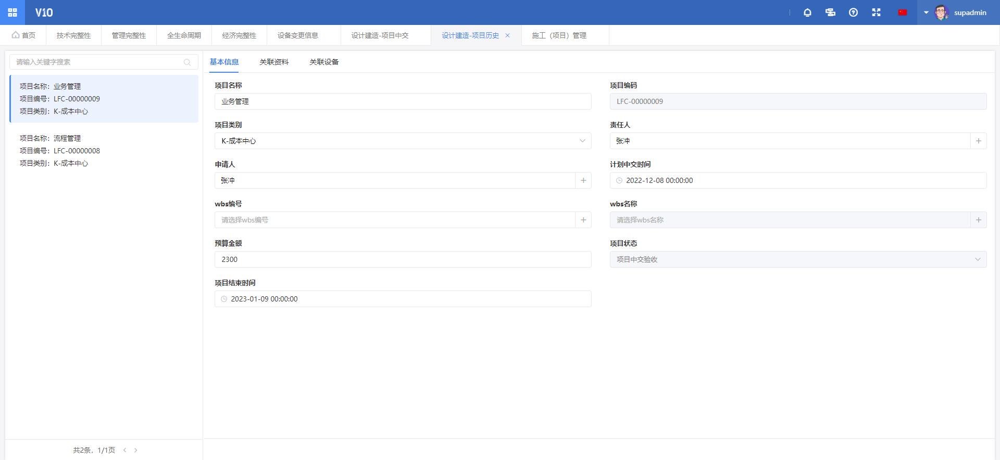 V10
supadmin
首页
技术完整性
管理完整性
全生命周期
经济完整性
设备变更信息
设计建造-项目中交
设计建造-项目历史
施工（项目）管理
请输入关键字搜索
项目名称：业务管理
项目编号：LFC-00000009
项目类别：K-成本中心
项目名称：流程管理
项目编号：LFC-00000008
项目类别：K-成本中心
共2条，1/1页
基本信息
关联资料
关联设备
项目名称
业务管理
项目编码
LFC-00000009
项目类别
K-成本中心
责任人
张冲
申请人
张冲
计划中交时间
2022-12-08 00:00:00
wbs编号
请选择wbs编号
wbs名称
请选择wbs名称
预算金额
2300
项目状态
项目中交验收
项目结束时间
2023-01-09 00:00:00